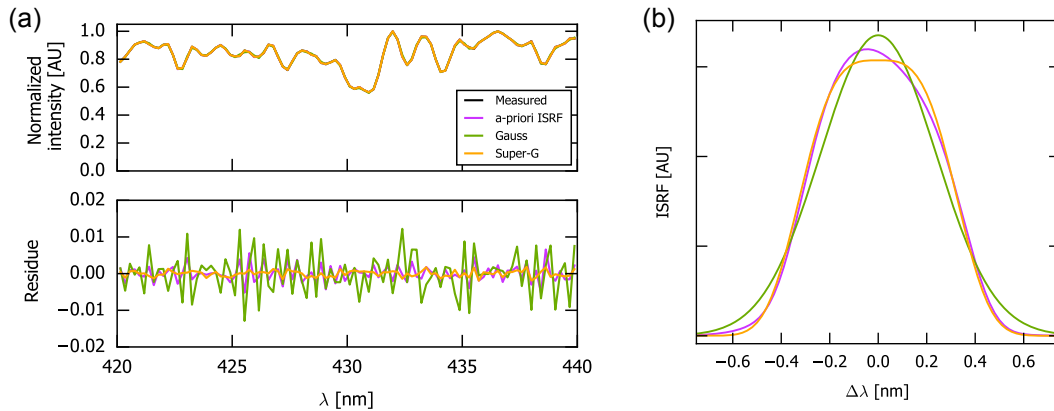 (a)
1.0
0.8
0.6
0.4
0.2
0.0
Normalized
intensity [AU]
Measured
a-priori ISRF
Gauss
Super-G
0.02
0.01
0.00
−0.01
−0.02
Residue
420
425
430
435
440
λ [nm]
(b)
ISRF [AU]
−0.6
−0.4
−0.2
0.0
0.2
0.4
0.6
Δλ [nm]